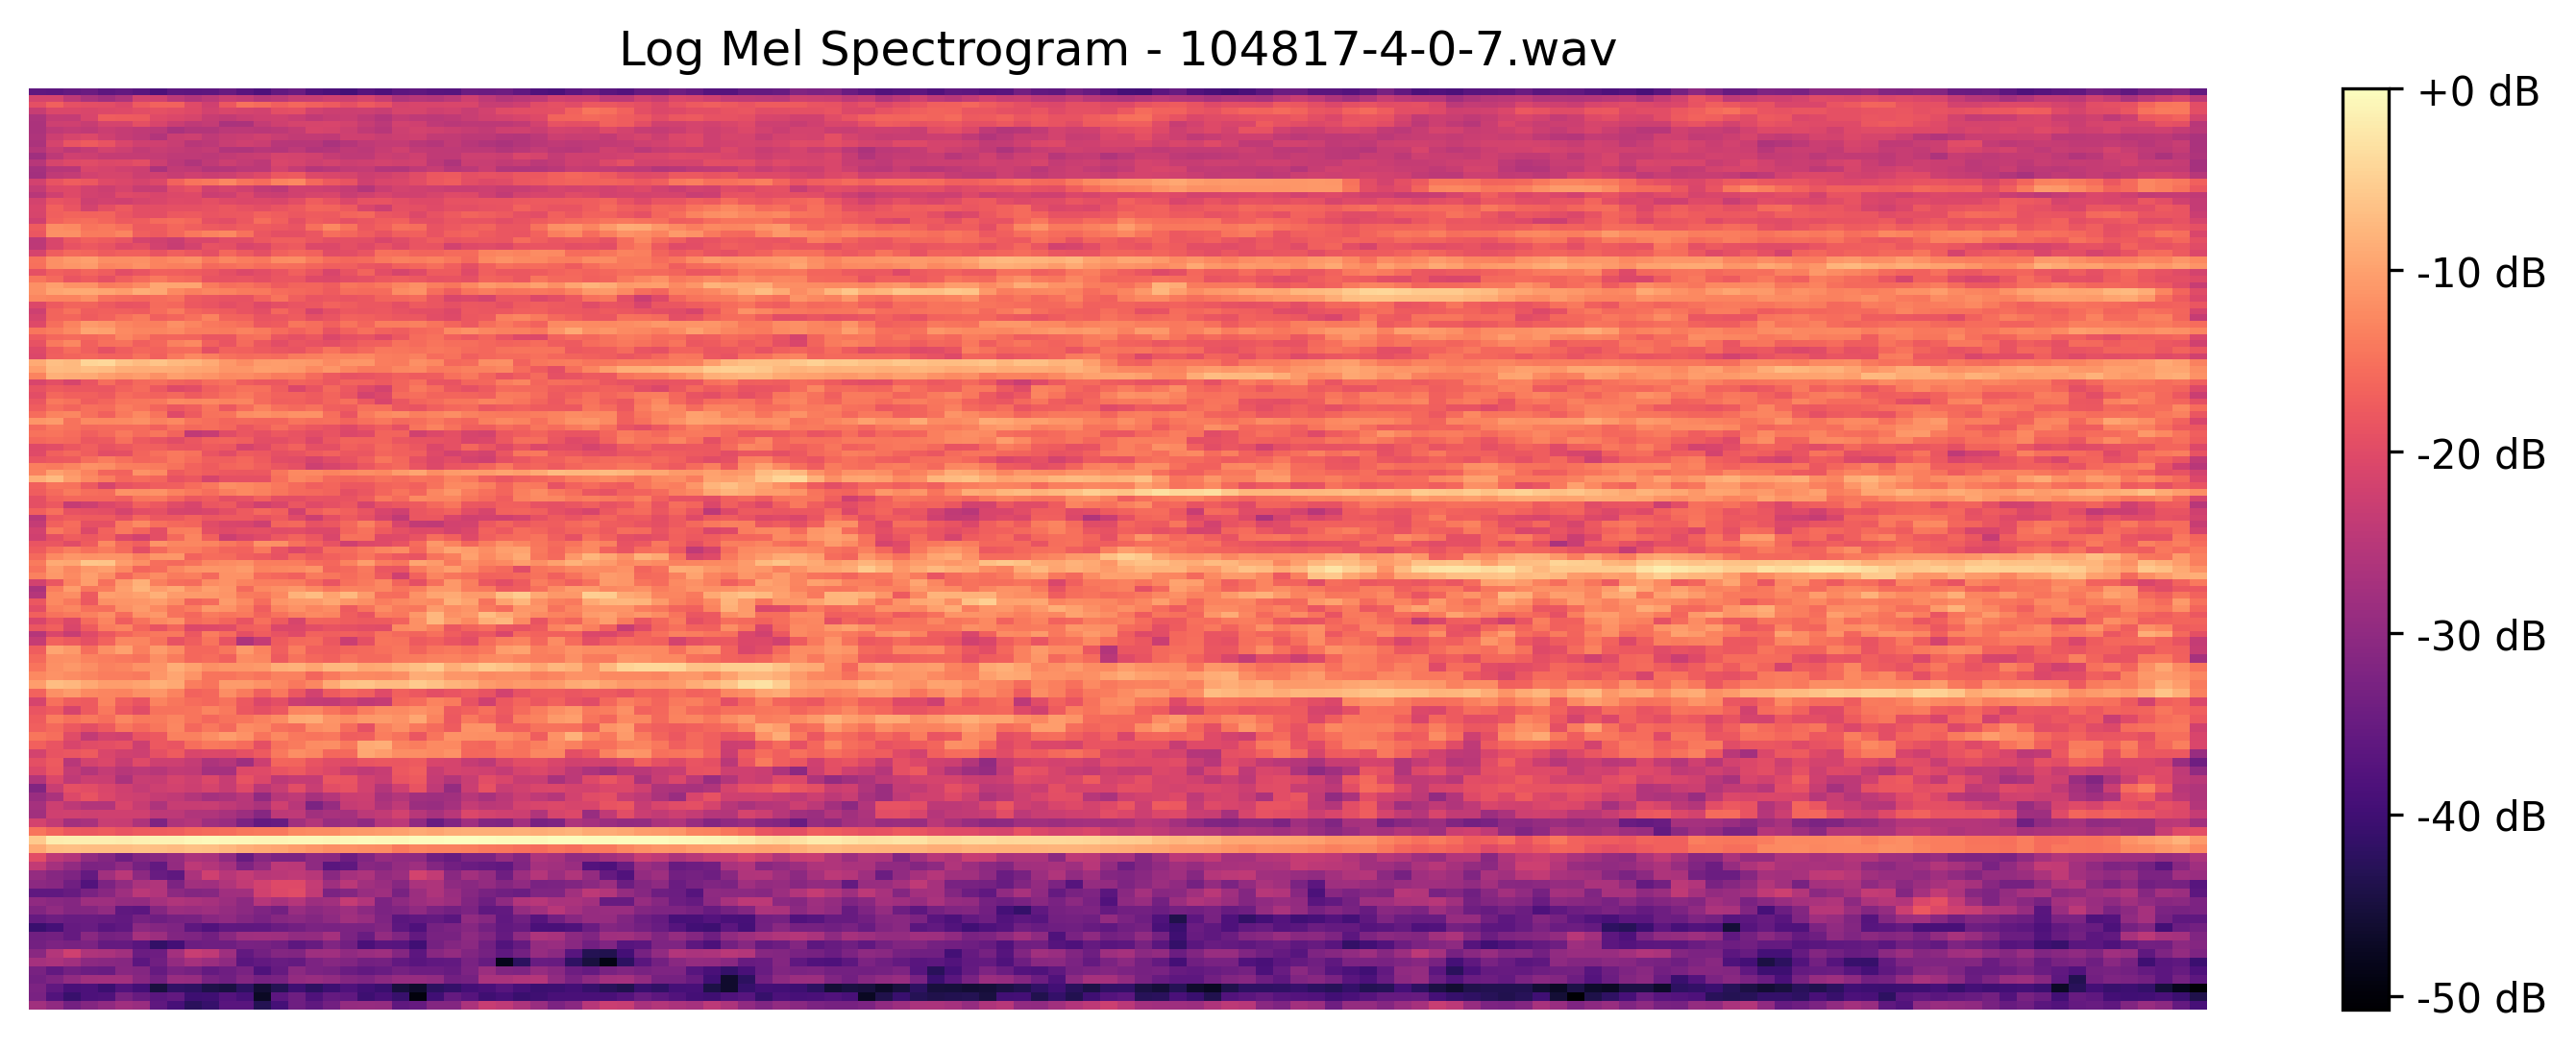 Log Mel Spectrogram - 104817-4-0-7.wav
+0 dB
-10 dB
-20 dB
-30 dB
-40 dB
-50 dB